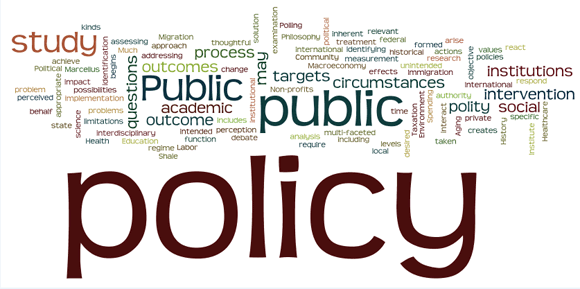 kinds
study
Migration
approach
assessing
Much
addressing
thoughtful
solution
examination
Polling
Philosophy
political
inherent
relevant
treatment
federal
international
identifying
Community
measurement
historical
formed
actions
arise
values
react
objective
policies
research
unintended
immigration
achieve
Political
Marcellus
identification
begins
process
outcomes
change
may
targets
Macroeconomy
effects
circumstances
institutions
appropriate
impact
possibilities
questions
Public
institutional
Non-profits
public
authority
international
respond
problem
implementation
perceived
problems
academic
intervention
behalf
science
limitations
outcome
includes
time
Taxation
Environment
Spending
polity
social
specific
state
interdisciplinary
intended
perception
analysis
multi-faceted
Interact
Aging
private
History
Institute
Healthcare
Health
Education
function
debate
require
including
levels
desired
creates
regime
Labor
local
taken
Shale
policy